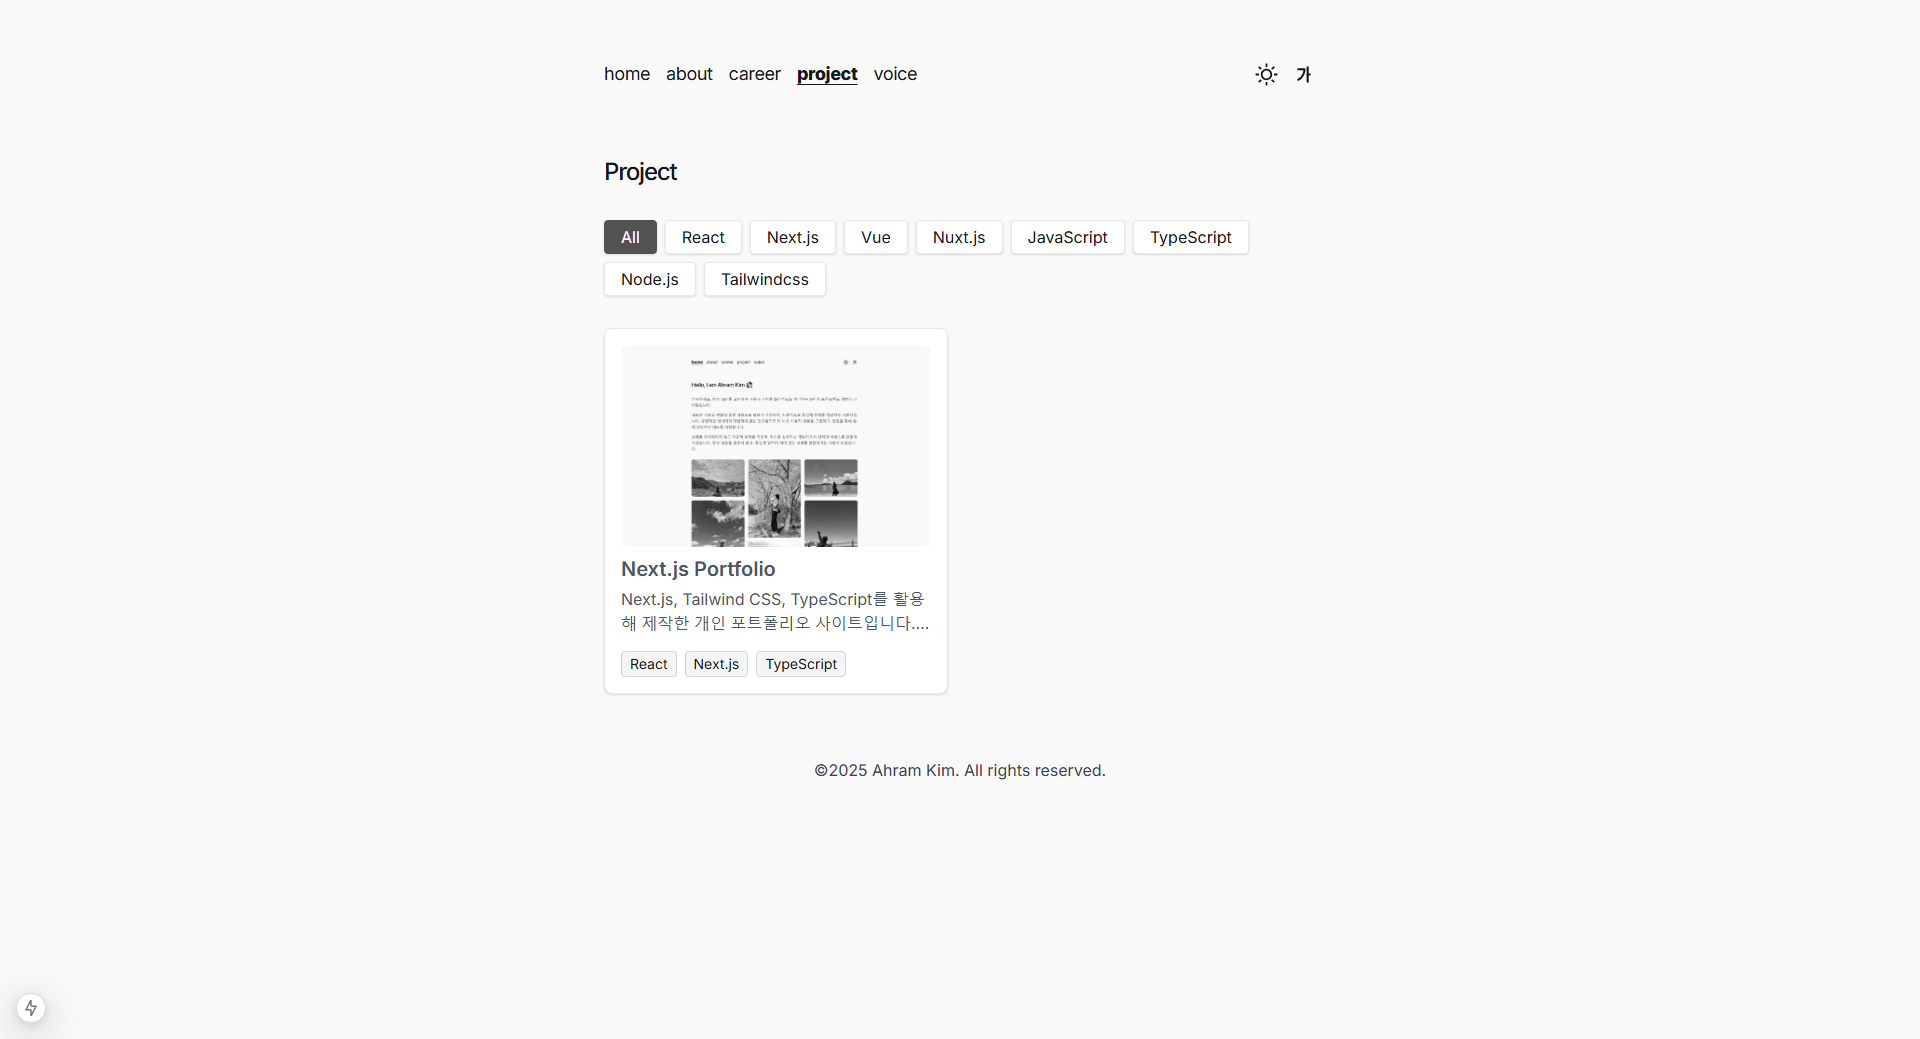 home about career project voice 가
Project
All React Next.js Vue Nuxt.js JavaScript TypeScript
Node.js Tailwindcss
home about career project voice
Hello, I am Ahram Kim
Next.js Portfolio
Next.js, Tailwind CSS, TypeScript를 활용
해 제작한 개인 포트폴리오 사이트입니다....
React Next.js TypeScript
©2025 Ahram Kim. All rights reserved.